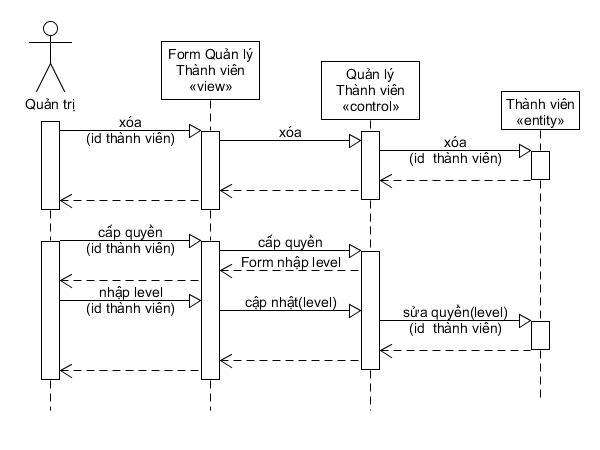 Form Quản lý
Thành viên
«view»
Quản lý
Thành viên
«control»
Quản trị
Thành viên
«entity»
xóa
(id thành viên)
xóa
xóa
(id thành viên)
cấp quyền
(id thành viên)
cấp quyền
Form nhập level
nhập level
(id thành viên)
cập nhật(level)
sửa quyền(level)
(id thành viên)